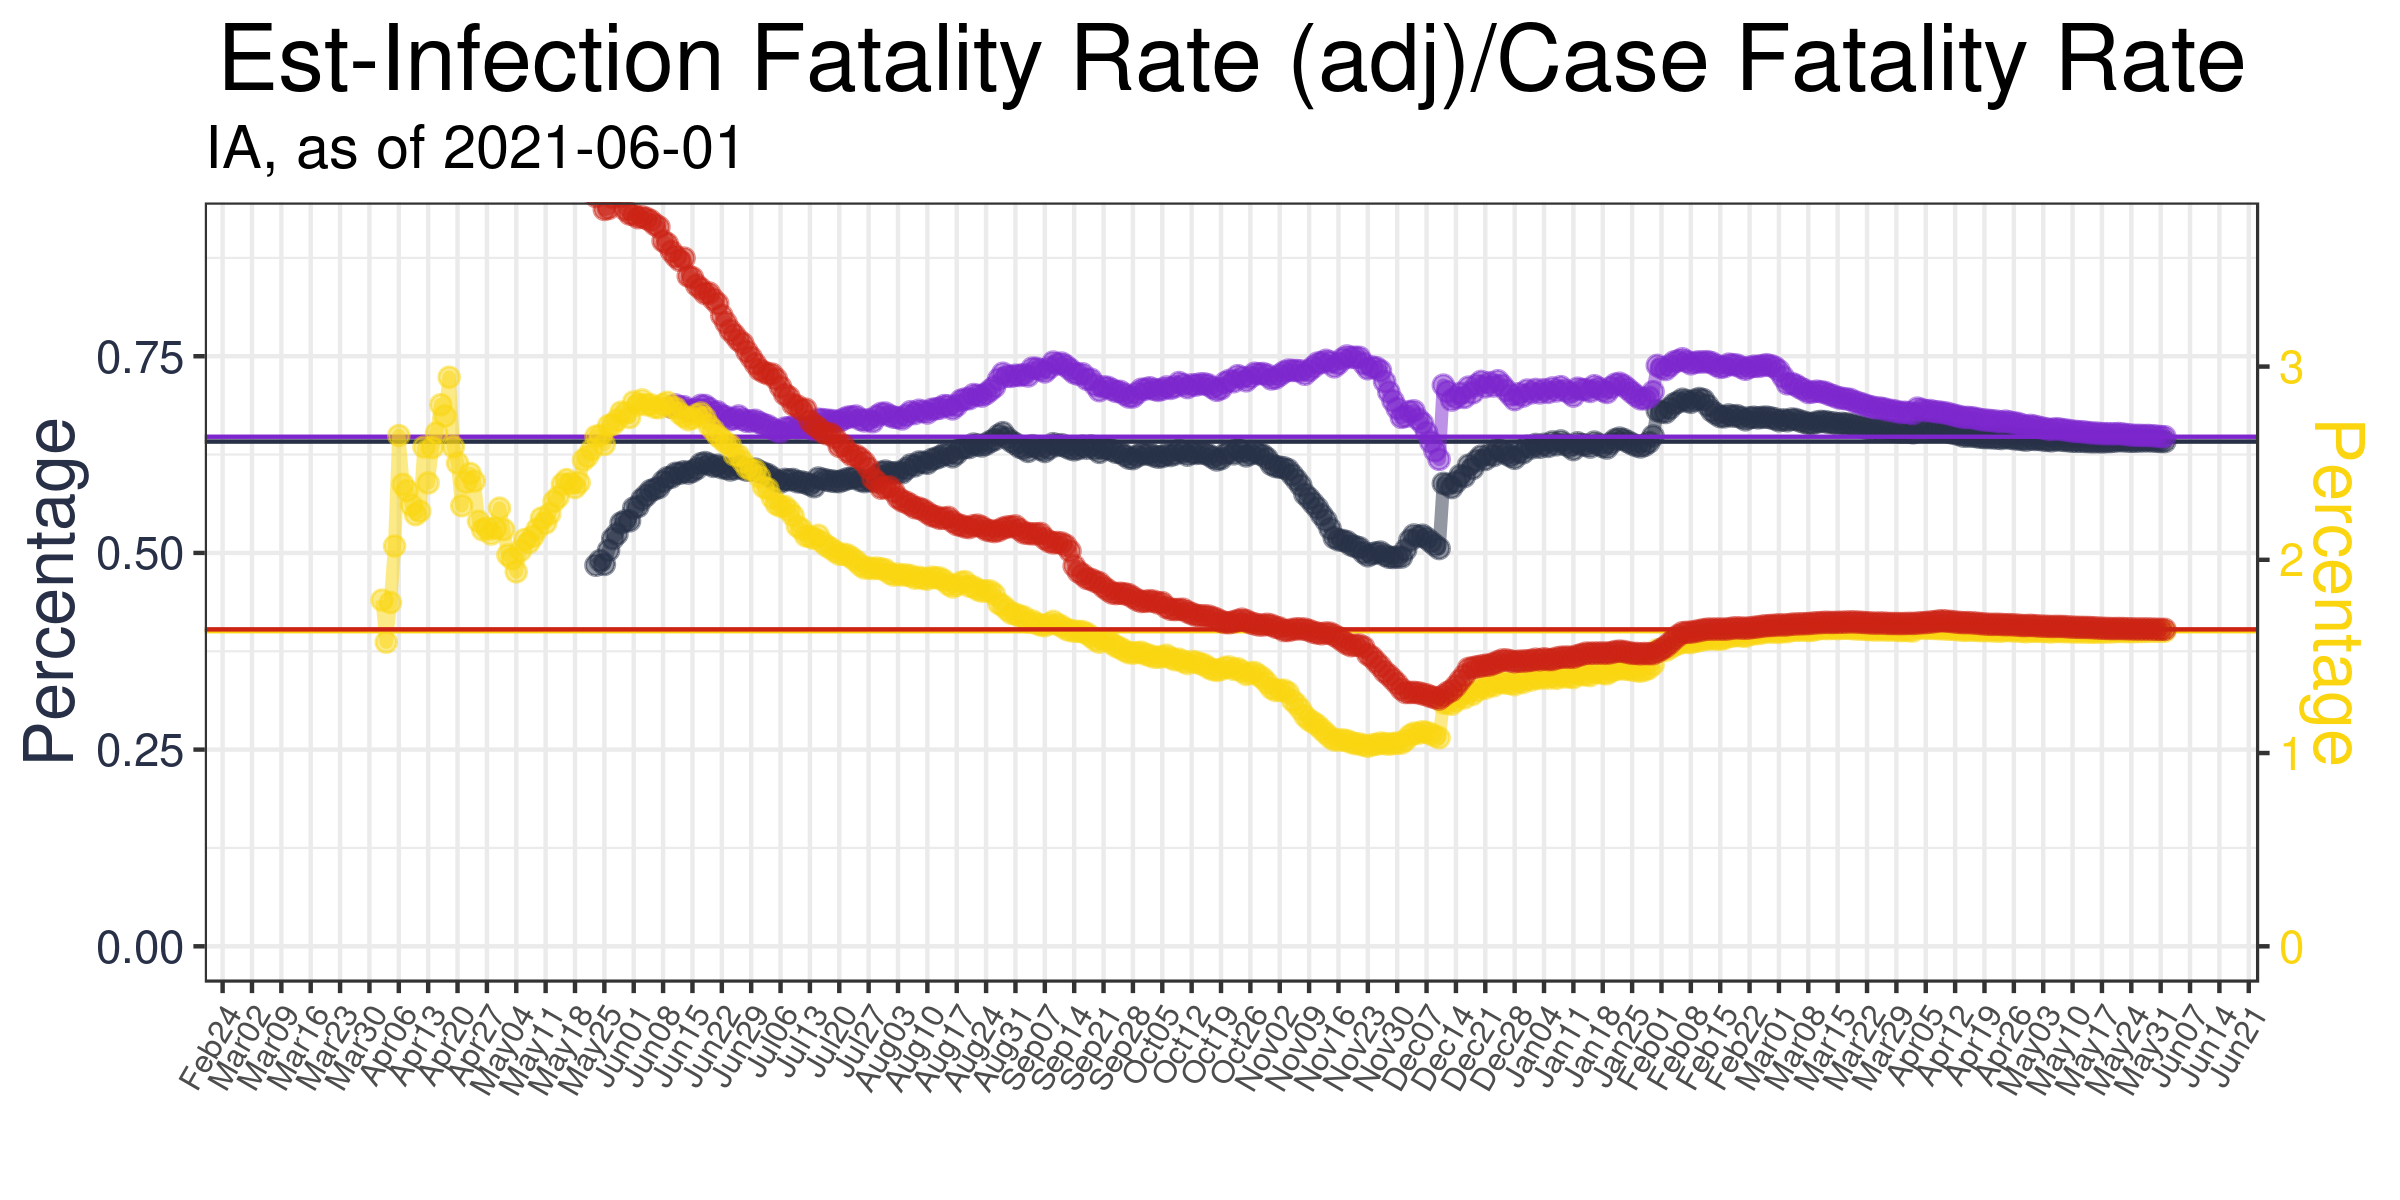 Est-Infection Fatality Rate (adj)/Case Fatality Rate
IA, as of 2021-06-01
Percentage
0.75
0.50
0.25
0.00
3
2
1
0
Percentage
Feb24
Mar02
Mar09
Mar16
Mar23
Mar30
Apr06
Apr13
Apr20
Apr27
May04
May11
May18
May25
Jun01
Jun08
Jun15
Jun22
Jun29
Jul06
Jul13
Jul20
Jul27
Aug03
Aug10
Aug17
Aug24
Aug31
Sep07
Sep14
Sep21
Sep28
Oct05
Oct12
Oct19
Oct26
Nov02
Nov09
Nov16
Nov23
Nov30
Dec07
Dec14
Dec21
Dec28
Jan04
Jan11
Jan18
Jan25
Feb01
Feb08
Feb15
Feb22
Mar01
Mar08
Mar15
Mar22
Mar29
Apr05
Apr12
Apr19
Apr26
May03
May10
May17
May24
May31
Jun07
Jun14
Jun21